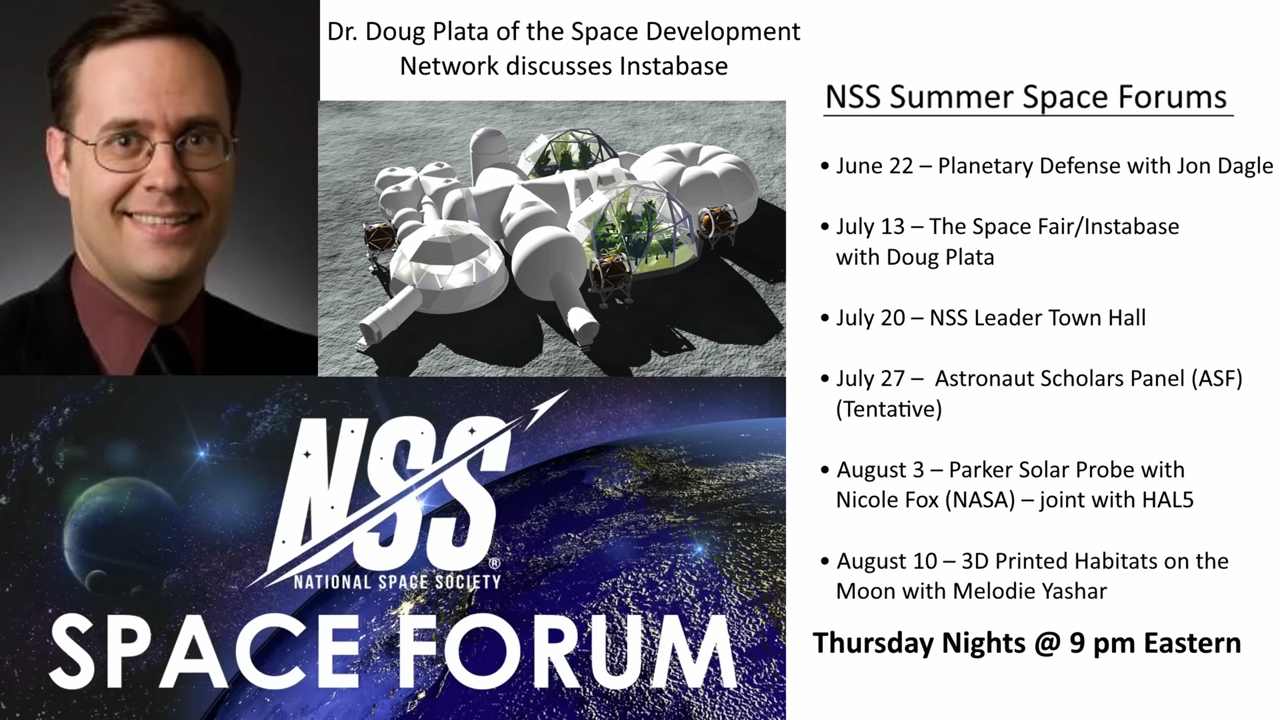 Dr. Doug Plata of the Space Development
Network discusses Instabase
NSS Summer Space Forums
• June 22 – Planetary Defense with Jon Dagle
• July 13 – The Space Fair/Instabase
with Doug Plata
• July 20 – NSS Leader Town Hall
• July 27 –  Astronaut Scholars Panel (ASF)
(Tentative)
• August 3 – Parker Solar Probe with
Nicole Fox (NASA) – joint with HAL5
• August 10 – 3D Printed Habitats on the
Moon with Melodie Yashar
Thursday Nights @ 9 pm Eastern
NSS®
NATIONAL SPACE SOCIETY
SPACE FORUM